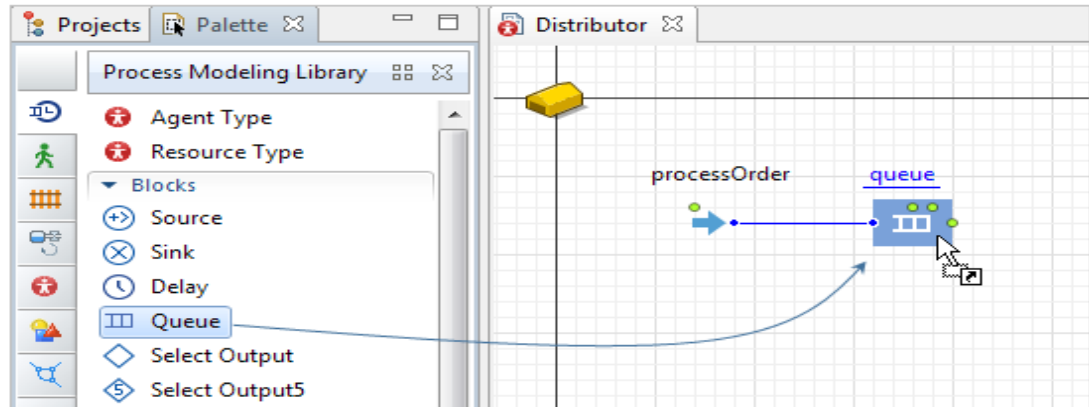 Projects
Palette
Distributor
Process Modeling Library
Agent Type
Resource Type
Blocks
Source
Sink
Delay
Queue
Select Output
5
Select Output5
processOrder
queue